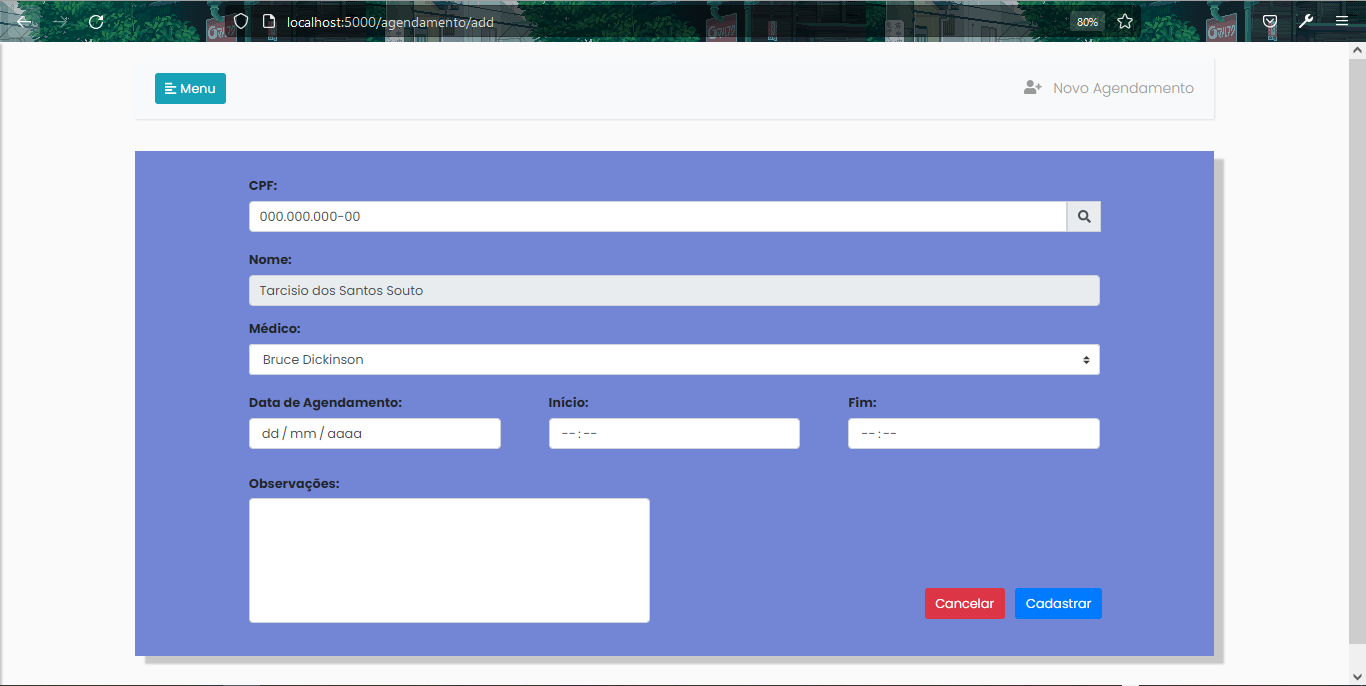 localhost:5000/agendamento/add
80%
Menu
Novo Agendamento
CPF:
000.000.000-00
Nome:
Tarcisio dos Santos Souto
Médico:
Bruce Dickinson
Data de Agendamento: Início: Fim:
dd / mm / aaaa --:-- --:--
Observações:
Cancelar Cadastrar